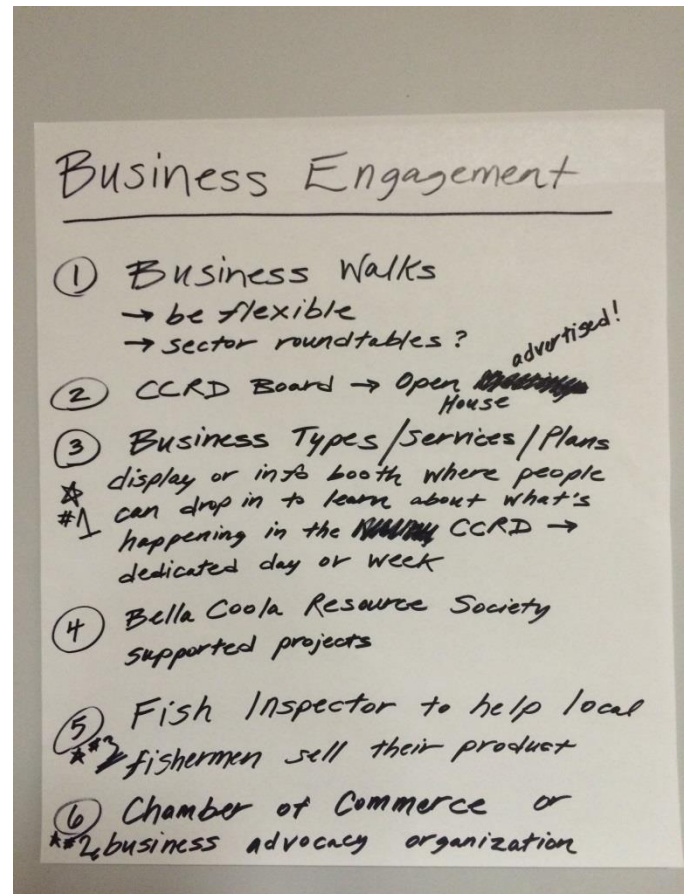 Business Engagement
① Business Walks
→ be flexible
→ sector roundtables?
advertised!
② CCRD Board → Open
House
③ Business Types/Services/Plans
☆ display or info booth where people
#1 can drop in to learn about what's
happening in the CCRD →
dedicated day or week
④ Bella Coola Resource Society
supported projects
⑤ Fish Inspector to help local
☆ fishermen sell their product
⑥ Chamber of Commerce or
☆#2 business advocacy organization